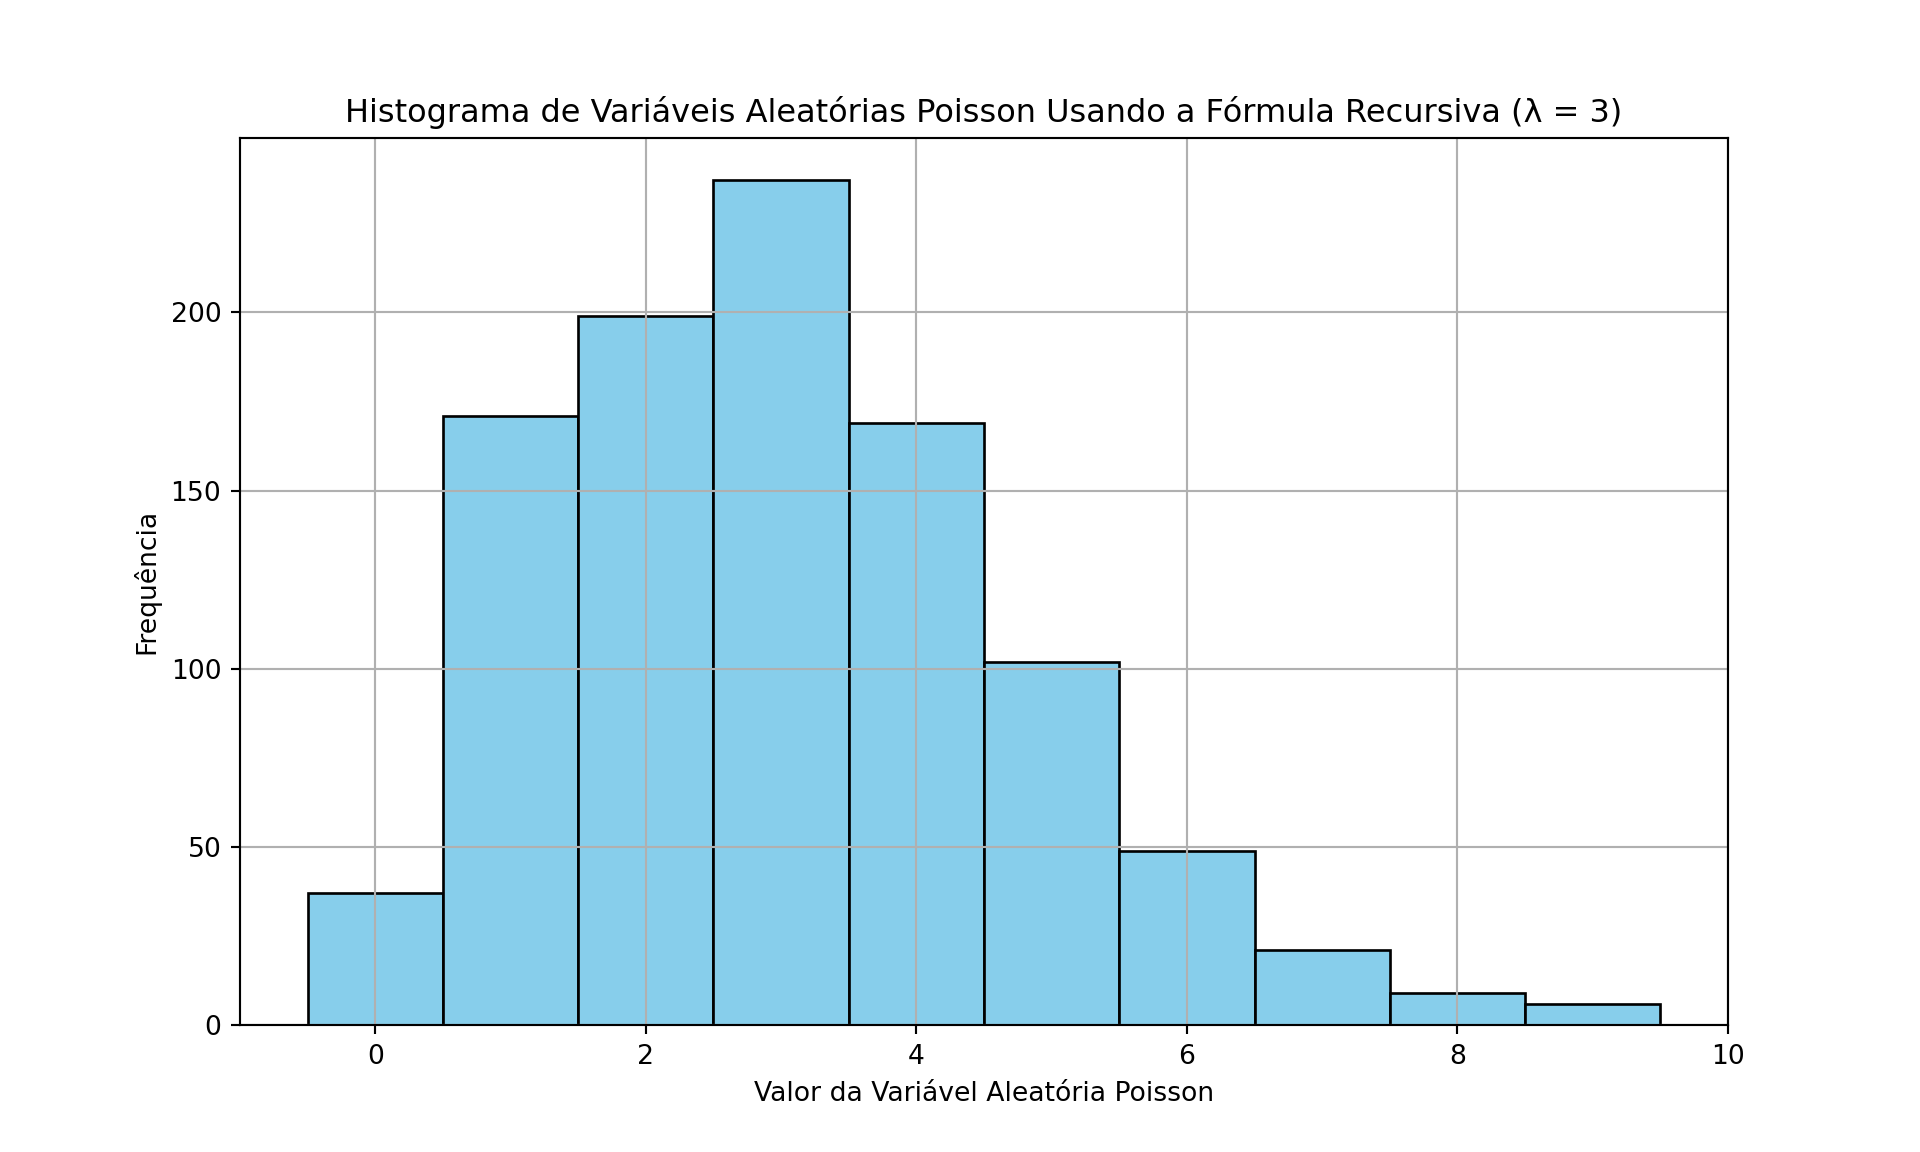 Histograma de Variáveis Aleatórias Poisson Usando a Fórmula Recursiva (λ = 3)
Frequência
200
150
100
50
0
0 2 4 6 8 10
Valor da Variável Aleatória Poisson